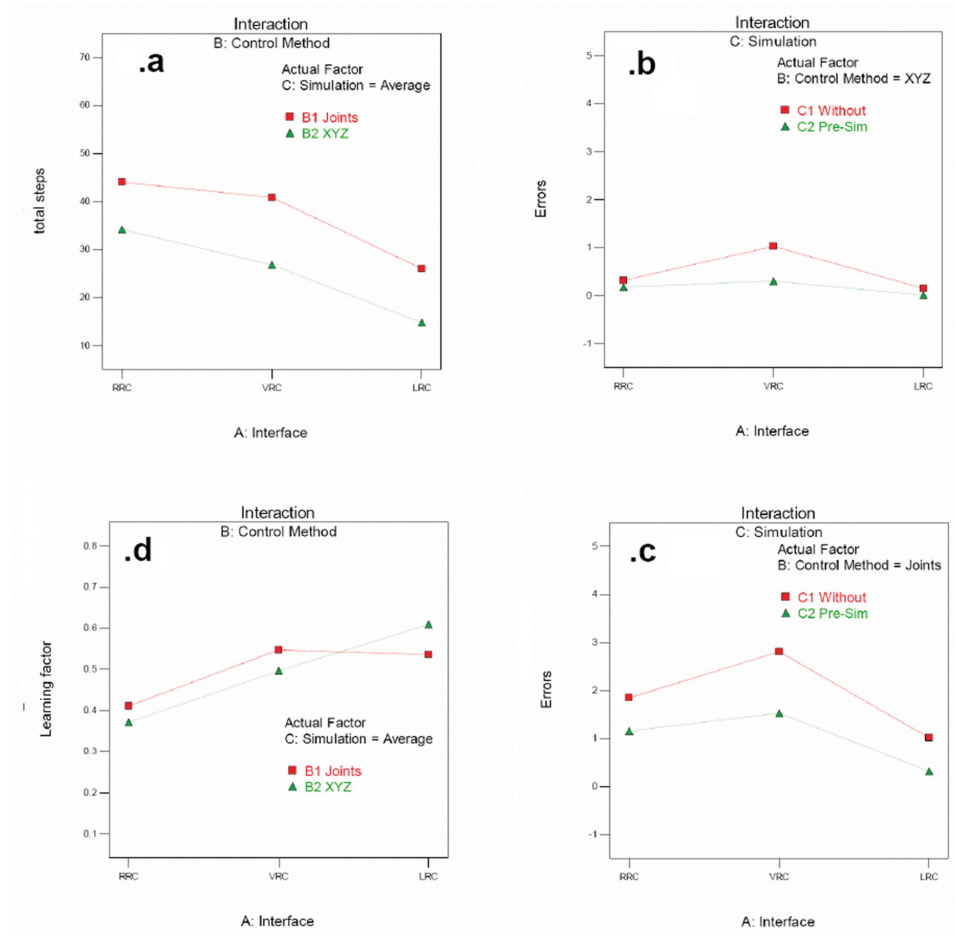 Interaction
B: Control Method
.a
Actual Factor
C: Simulation = Average
B1 Joints
B2 XYZ
70
60
50
40
30
20
10
total steps
RRC
VRC
LRC
A: Interface
Interaction
C: Simulation
.b
Actual Factor
B: Control Method = XYZ
C1 Without
C2 Pre-Sim
5
4
3
2
1
0
-1
Errors
RRC
VRC
LRC
A: Interface
Interaction
B: Control Method
.d
0.8
0.7
0.6
0.5
0.4
0.3
0.2
0.1
Learning factor
Actual Factor
C: Simulation = Average
B1 Joints
B2 XYZ
RRC
VRC
LRC
A: Interface
Interaction
C: Simulation
.c
Actual Factor
B: Control Method = Joints
C1 Without
C2 Pre-Sim
5
4
3
2
1
0
-1
Errors
RRC
VRC
LRC
A: Interface